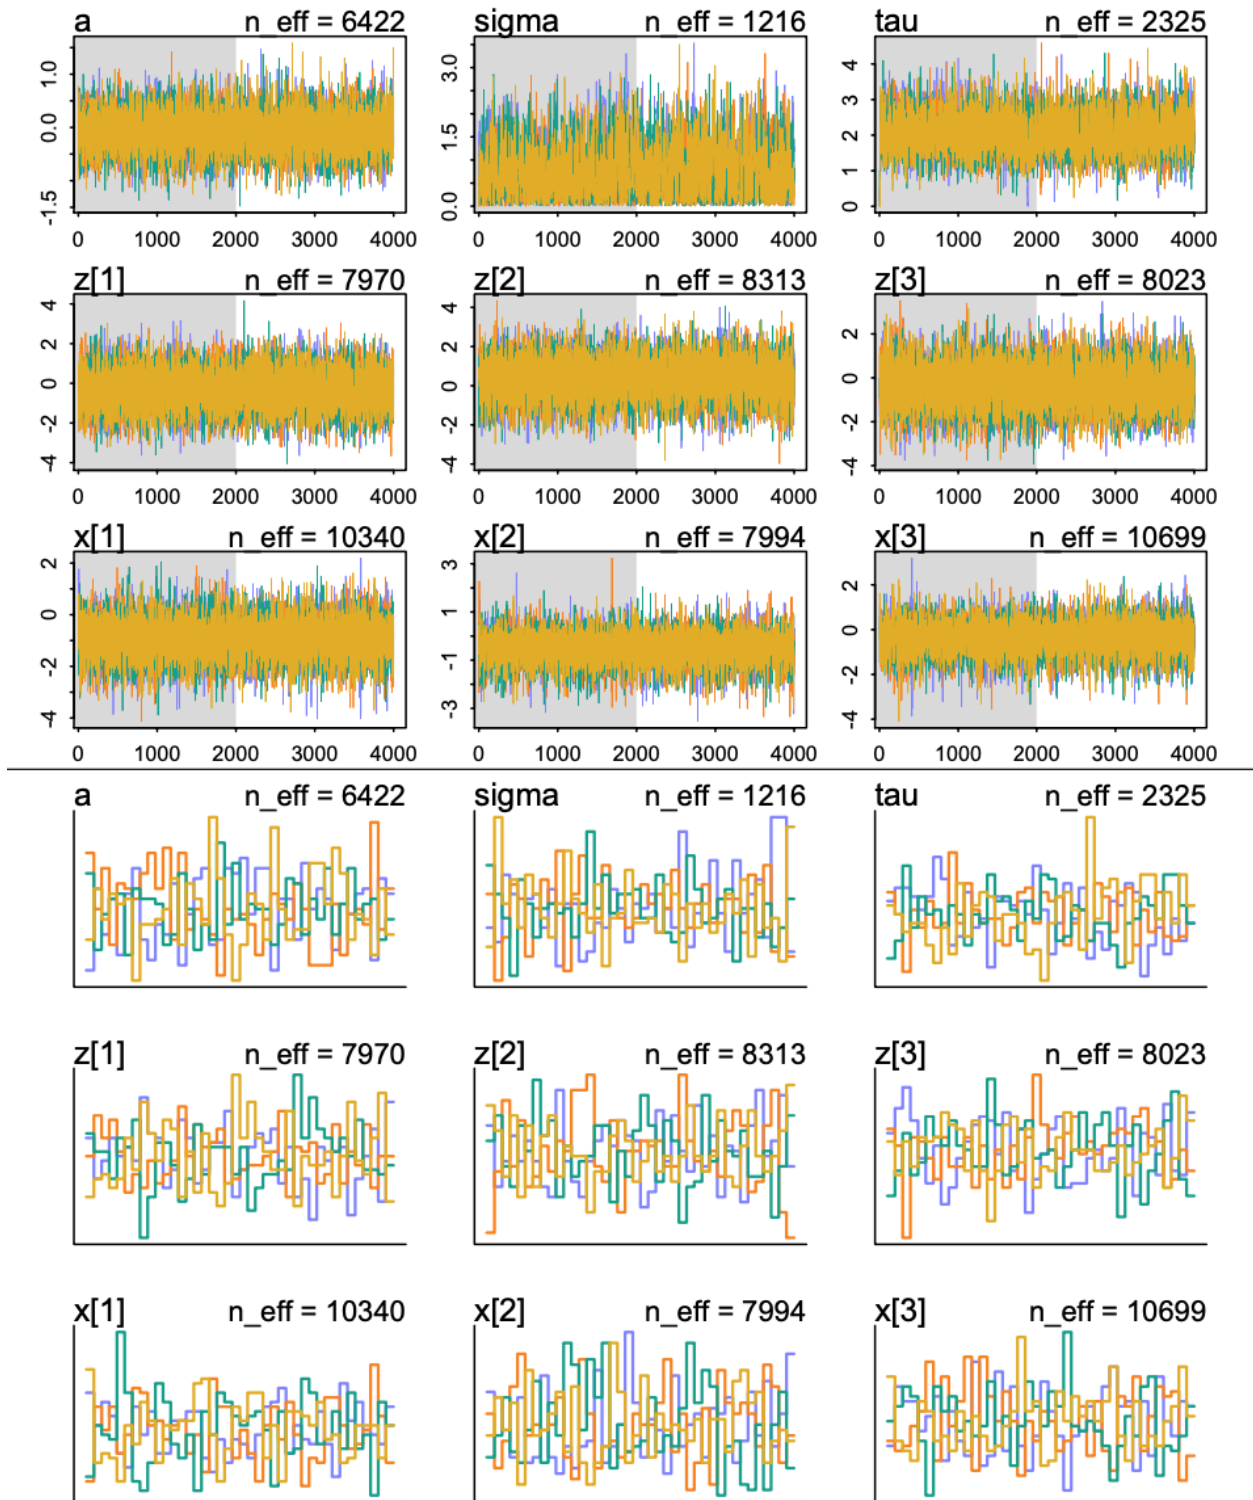 a n_eff = 6422 sigma n_eff = 1216 tau n_eff = 2325
1.0 0.0 -1.5
3.0 1.5 0.0
4 3 2 1 0
0 1000 2000 3000 4000 0 1000 2000 3000 4000 0 1000 2000 3000 4000
z[1] n_eff = 7970 z[2] n_eff = 8313 z[3] n_eff = 8023
4 2 0 -2 -4
4 2 0 -2 -4
2 0 -2 -4
0 1000 2000 3000 4000 0 1000 2000 3000 4000 0 1000 2000 3000 4000
x[1] n_eff = 10340 x[2] n_eff = 7994 x[3] n_eff = 10699
2 0 -2 -4
3 1 -1 -3
2 0 -2 -4
0 1000 2000 3000 4000 0 1000 2000 3000 4000 0 1000 2000 3000 4000
a n_eff = 6422 sigma n_eff = 1216 tau n_eff = 2325
z[1] n_eff = 7970 z[2] n_eff = 8313 z[3] n_eff = 8023
x[1] n_eff = 10340 x[2] n_eff = 7994 x[3] n_eff = 10699